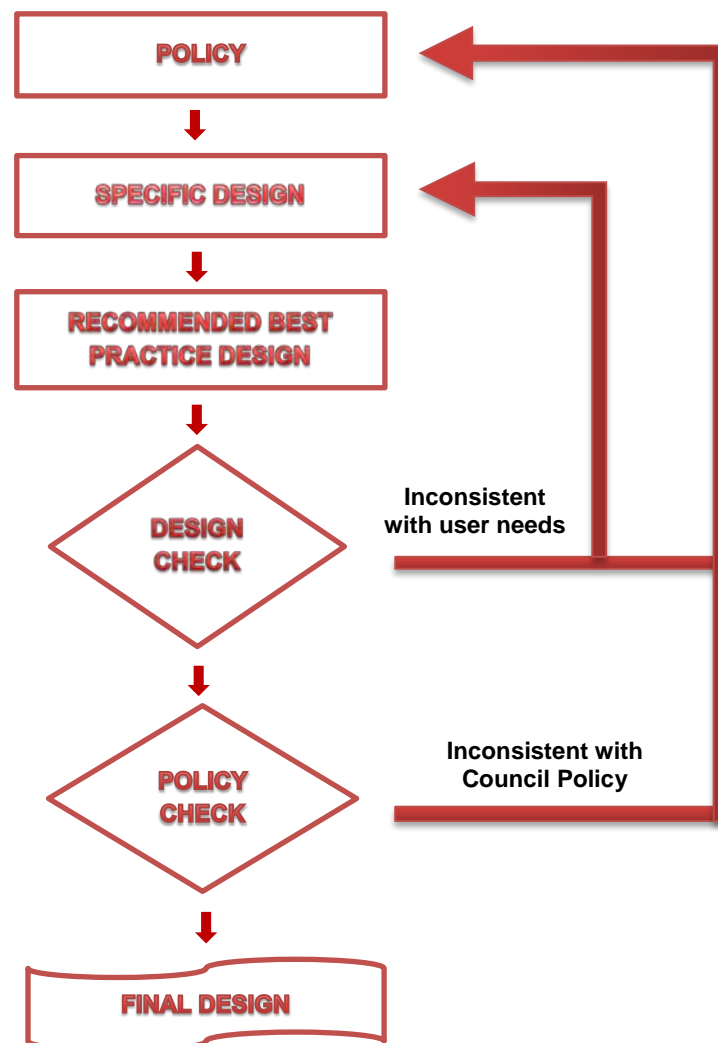 POLICY
SPECIFIC DESIGN
RECOMMENDED BEST
PRACTICE DESIGN
DESIGN
CHECK
Inconsistent
with user needs
POLICY
CHECK
Inconsistent with
Council Policy
FINAL DESIGN